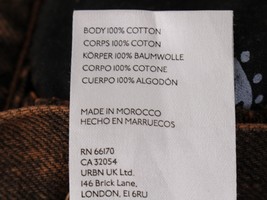 BODY 100% COTTON
CORPS 100% COTON
KÖRPER 100% BAUMWOLLE
CORPO 100% COTONE
CUERPO 100% ALGODÓN
MADE IN MOROCCO
HECHO EN MARRUECOS
RN 66170
CA 32054
URBN UK Ltd.
146 Brick Lane,
LONDON, E1 6RU